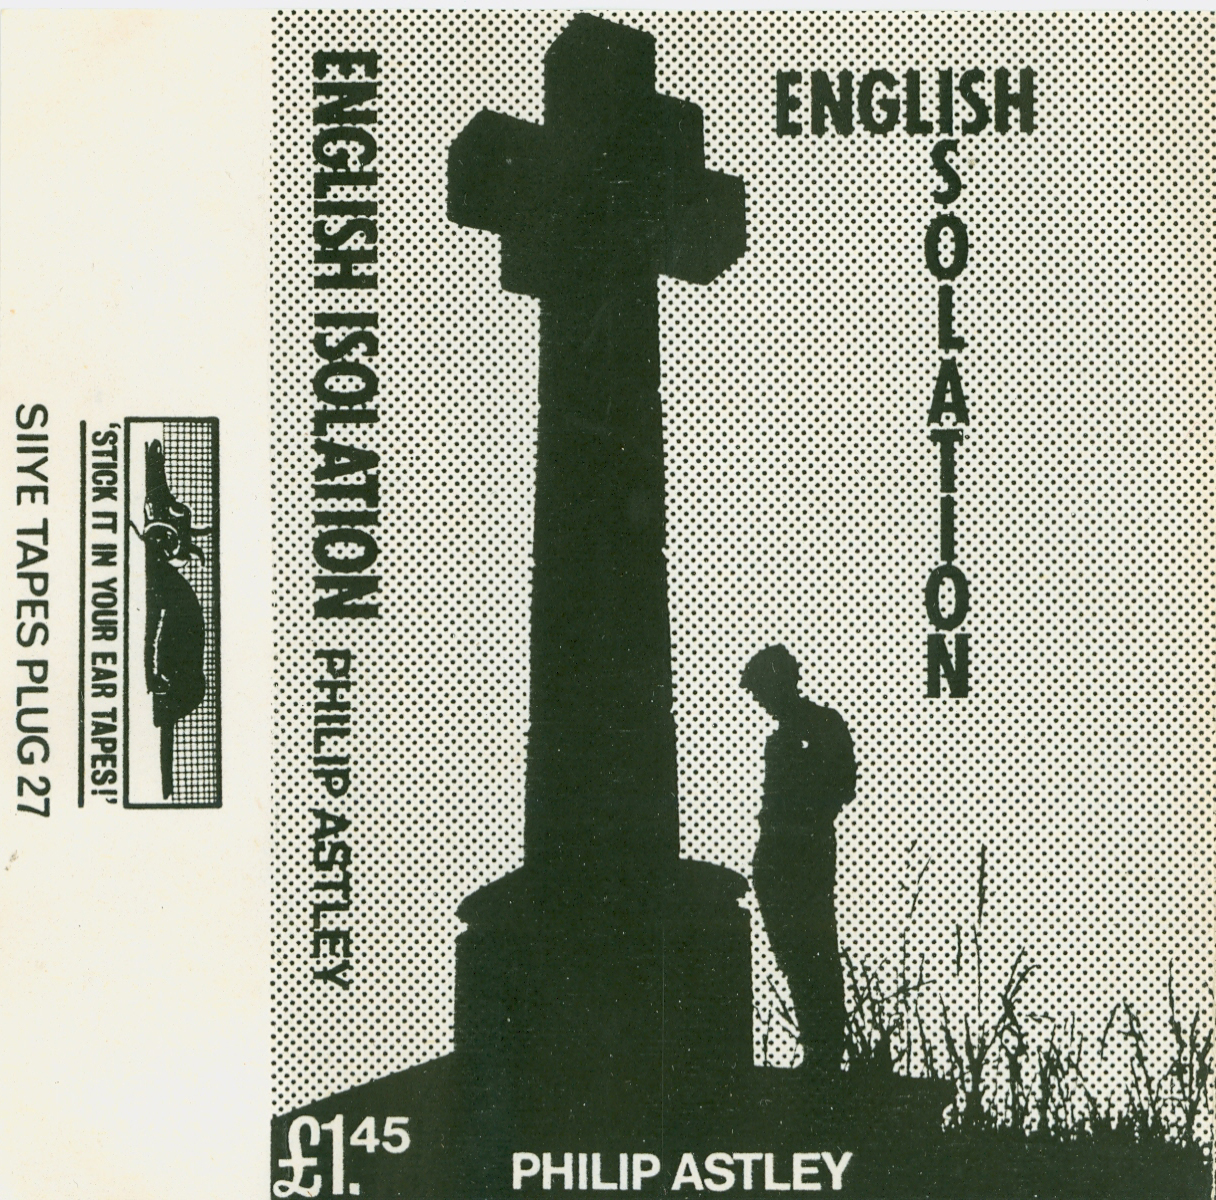 ENGLISH
ISOLATION
ENGLISH ISOLATION PHILIP ASTLEY
'STICK IT IN YOUR EAR TAPES!'
SIIYE TAPES PLUG 27
£1.45
PHILIP ASTLEY